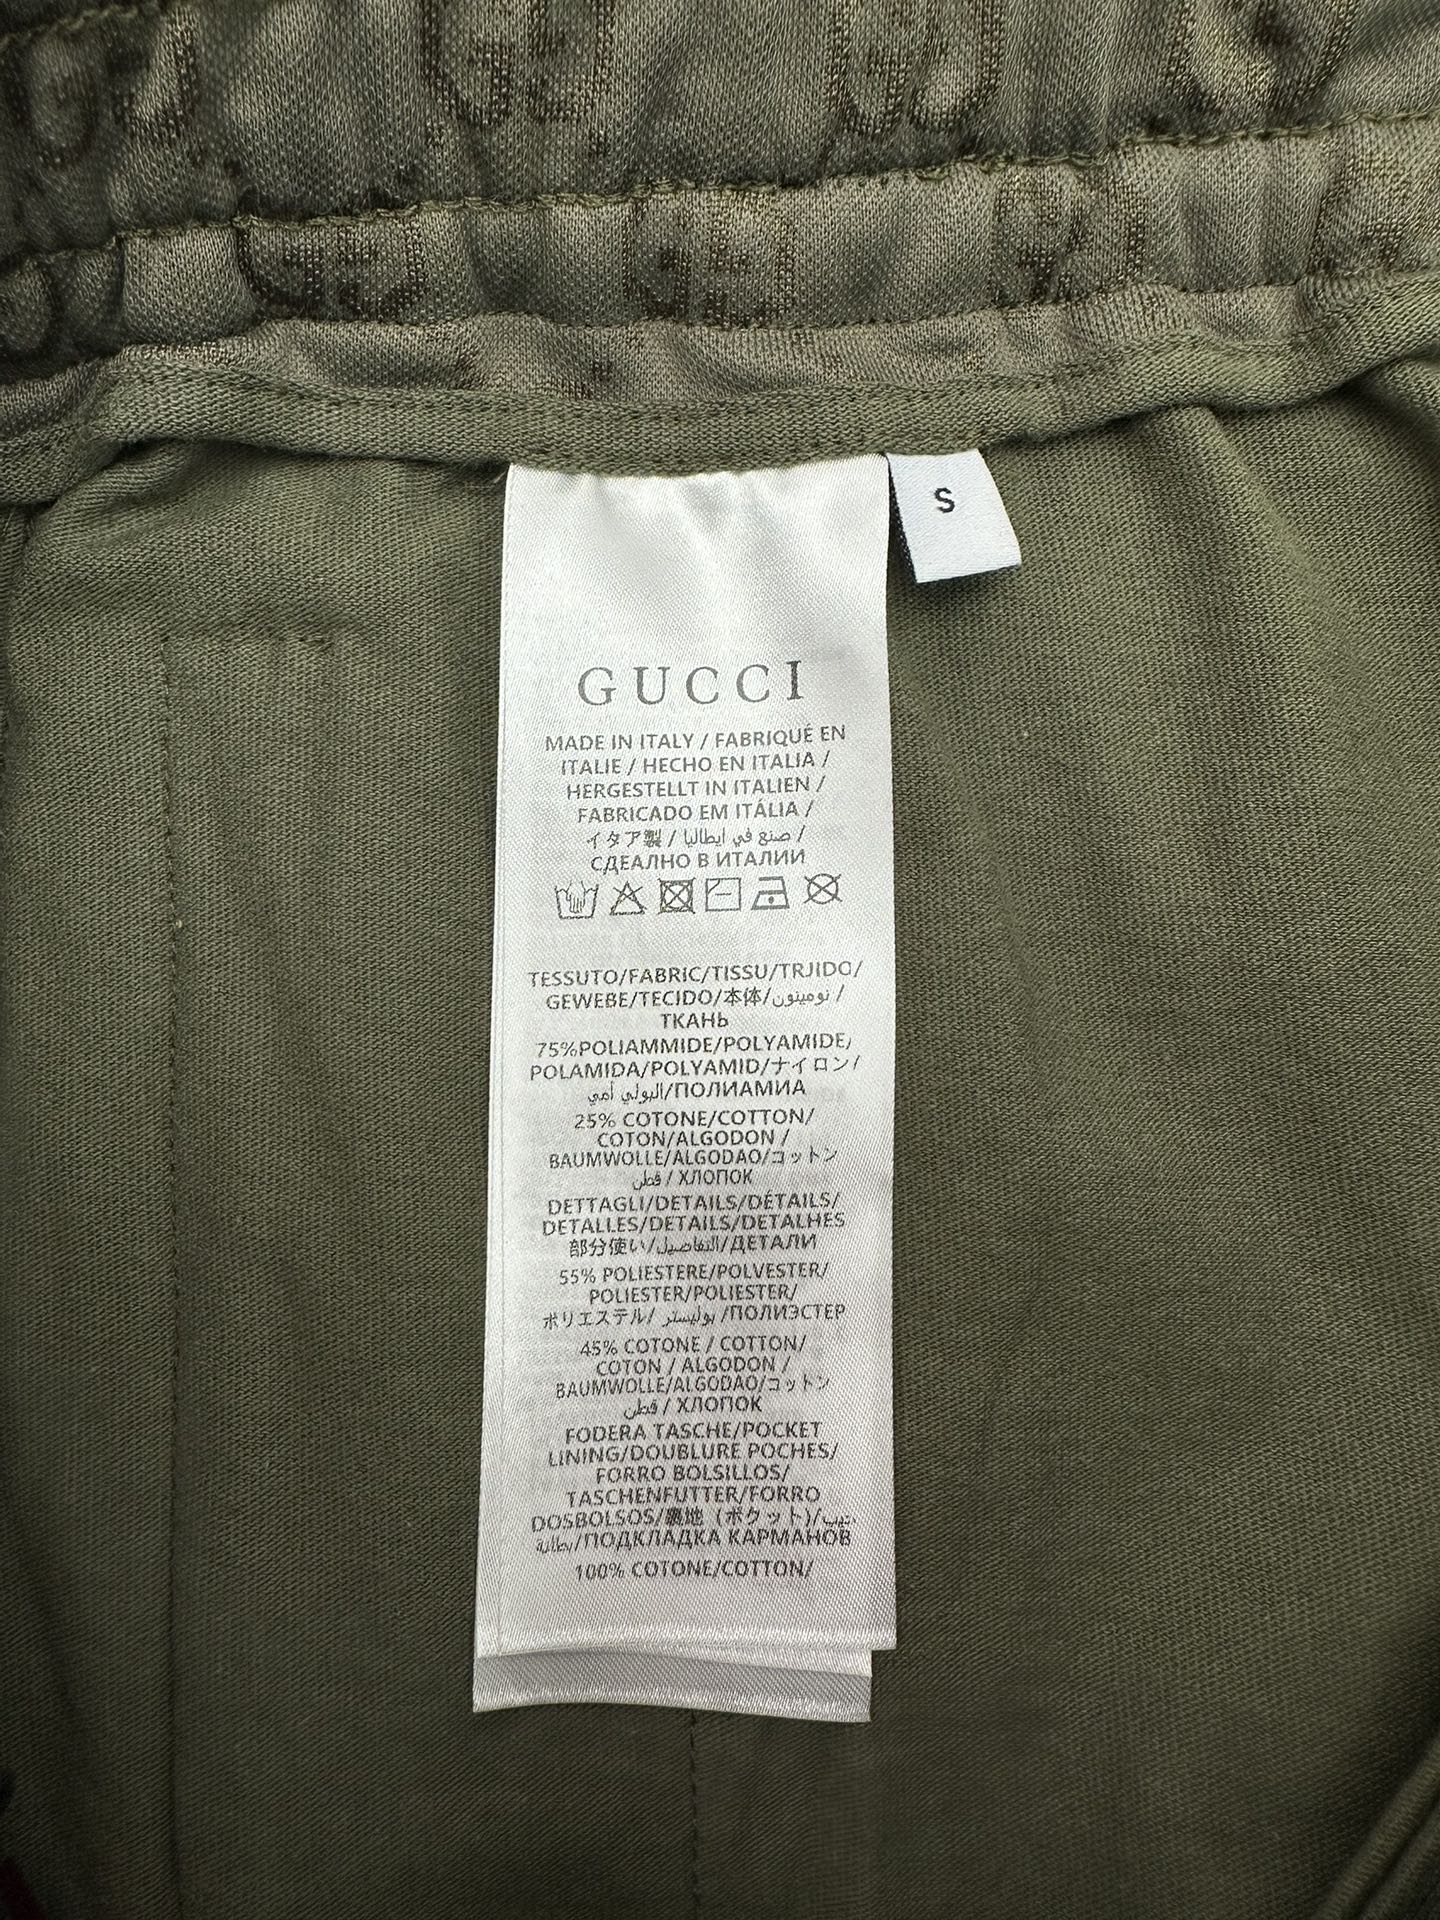 S
GUCCI
MADE IN ITALY / FABRIQUÉ EN
ITALIE / HECHO EN ITALIA /
HERGESTELLT IN ITALIEN /
FABRICADO EM ITÁLIA /
イタア製 / صنع في ايطاليا /
СДЕАЛНО В ИТАЛИИ
TESSUTO/FABRIC/TISSU/TRJIDO/
GEWEBE/TECIDO/本体/نومينون /
ТКАНЬ
75%POLIAMMIDE/POLYAMIDE/
POLAMIDA/POLYAMID/ナイロン/
البولي أمي/ПОЛИАМИА
25% COTONE/COTTON/
COTON/ALGODON /
BAUMWOLLE/ALGODAO/コットン
قطن / ХЛОПОК
DETTAGLI/DETAILS/DÉTAILS/
DETALLES/DETAILS/DETALHES
部分使い/التفاصيل/ДЕТАЛИ
55% POLIESTERE/POLVESTER/
POLIESTER/POLIESTER/
ポリエステル/ بوليستر /ПОЛИЭСТЕР
45% COTONE / COTTON/
COTON / ALGODON /
BAUMWOLLE/ALGODAO/コットン
قطن / ХЛОПОК
FODERA TASCHE/POCKET
LINING/DOUBLURE POCHES/
FORRO BOLSILLOS/
TASCHENFUTTER/FORRO
DOSBOLSOS/裏地 (ポケット)/
بطانة/ПОДКЛАДКА КАРМАНОВ
100% COTONE/COTTON/